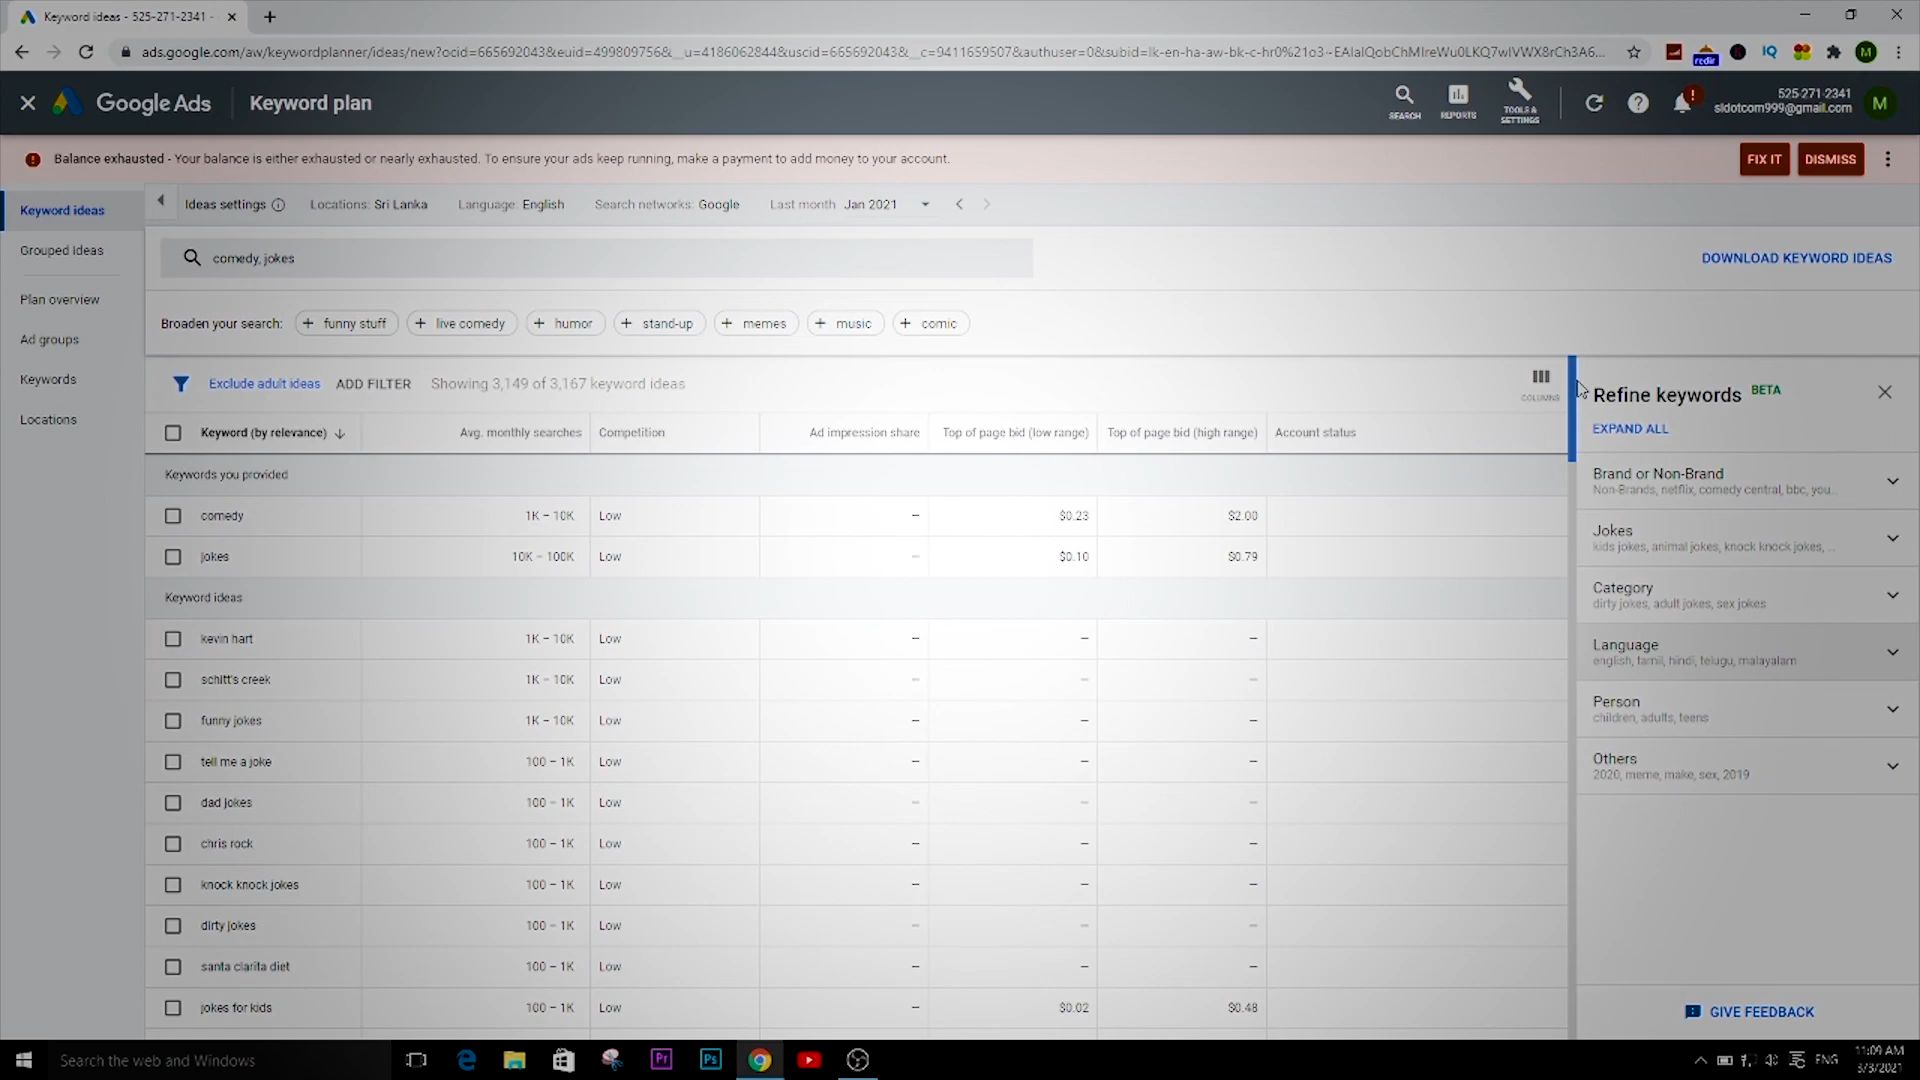 Keyword ideas - 525-271-2341 -
ads.google.com/aw/keywordplanner/ideas/new?ocid=665692043&euid=499809756&__u=4186062844&uscid=665692043&__c=9411659507&authuser=0&subid=lk-en-ha-aw-bk-c-hr0%21o3~EAIaIQobChMIreWu0LKQ7wIVWX8rCh3A6...
IQ
redir
M
Google Ads
Keyword plan
SEARCH
REPORTS
TOOLS &
SETTINGS
525-271-2341
sldotcom999@gmail.com
M
Balance exhausted - Your balance is either exhausted or nearly exhausted. To ensure your ads keep running, make a payment to add money to your account.
FIX IT
DISMISS
Keyword ideas
Grouped ideas
Plan overview
Ad groups
Keywords
Locations
Ideas settings
Locations: Sri Lanka
Language: English
Search networks: Google
Last month Jan 2021
comedy, jokes
DOWNLOAD KEYWORD IDEAS
Broaden your search:
+ funny stuff
+ live comedy
+ humor
+ stand-up
+ memes
+ music
+ comic
Exclude adult ideas
ADD FILTER
Showing 3,149 of 3,167 keyword ideas
COLUMNS
Keyword (by relevance)
Avg. monthly searches
Competition
Ad impression share
Top of page bid (low range)
Top of page bid (high range)
Account status
Keywords you provided
comedy 1K – 10K Low – $0.23 $2.00
jokes 10K – 100K Low – $0.10 $0.79
Keyword ideas
kevin hart 1K – 10K Low – – –
schitt's creek 1K – 10K Low – – –
funny jokes 1K – 10K Low – – –
tell me a joke 100 – 1K Low – – –
dad jokes 100 – 1K Low – – –
chris rock 100 – 1K Low – – –
knock knock jokes 100 – 1K Low – – –
dirty jokes 100 – 1K Low – – –
santa clarita diet 100 – 1K Low – – –
jokes for kids 100 – 1K Low – $0.02 $0.48
Refine keywords BETA
EXPAND ALL
Brand or Non-Brand
Non-Brands, netflix, comedy central, bbc, you...
Jokes
kids jokes, animal jokes, knock knock jokes, ...
Category
dirty jokes, adult jokes, sex jokes
Language
english, tamil, hindi, telugu, malayalam
Person
children, adults, teens
Others
2020, meme, make, sex, 2019
GIVE FEEDBACK
Search the web and Windows
Pr
Ps
ENG
11:09 AM
3/3/2021